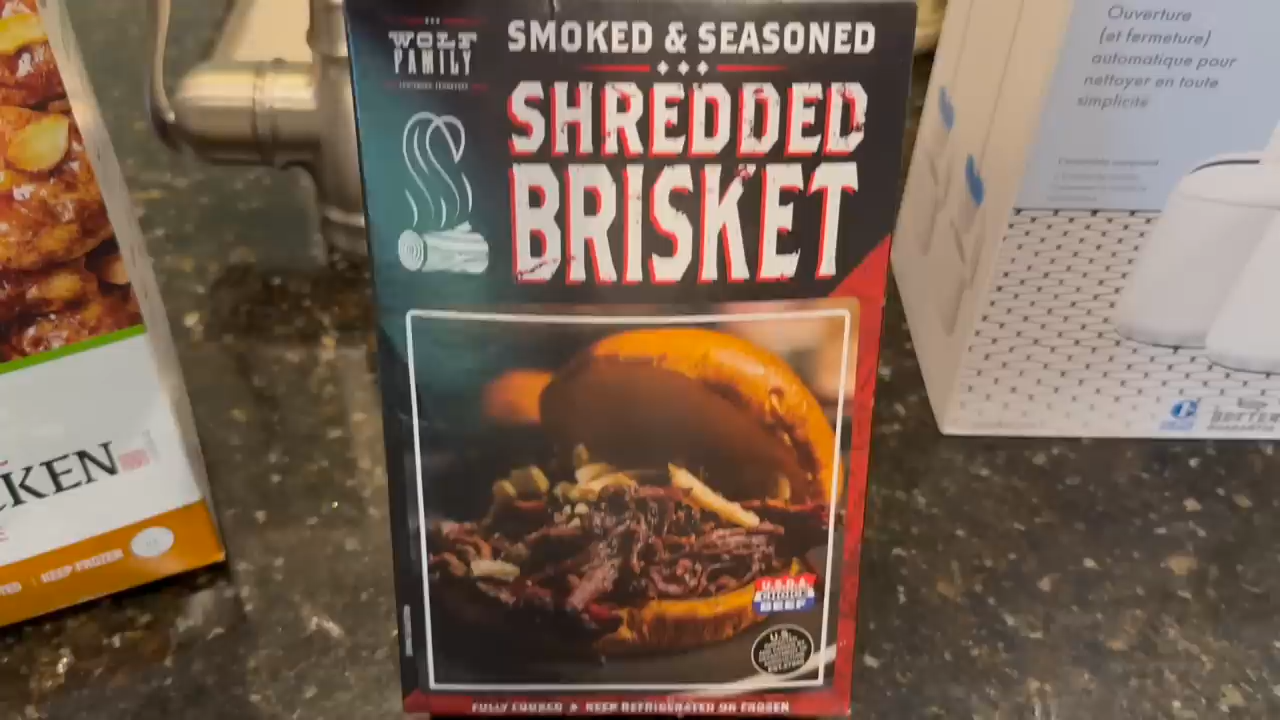 WOLF
FAMILY
SMOKED & SEASONED
SHREDDED
BRISKET
U.S.D.A.
CHOICE
BEEF
U.S.
FULLY COOKED KEEP REFRIGERATED OR FROZEN
CKEN
KEEP FROZEN
Ouverture
(et fermeture)
automatique pour
nettoyer en toute
simplicité